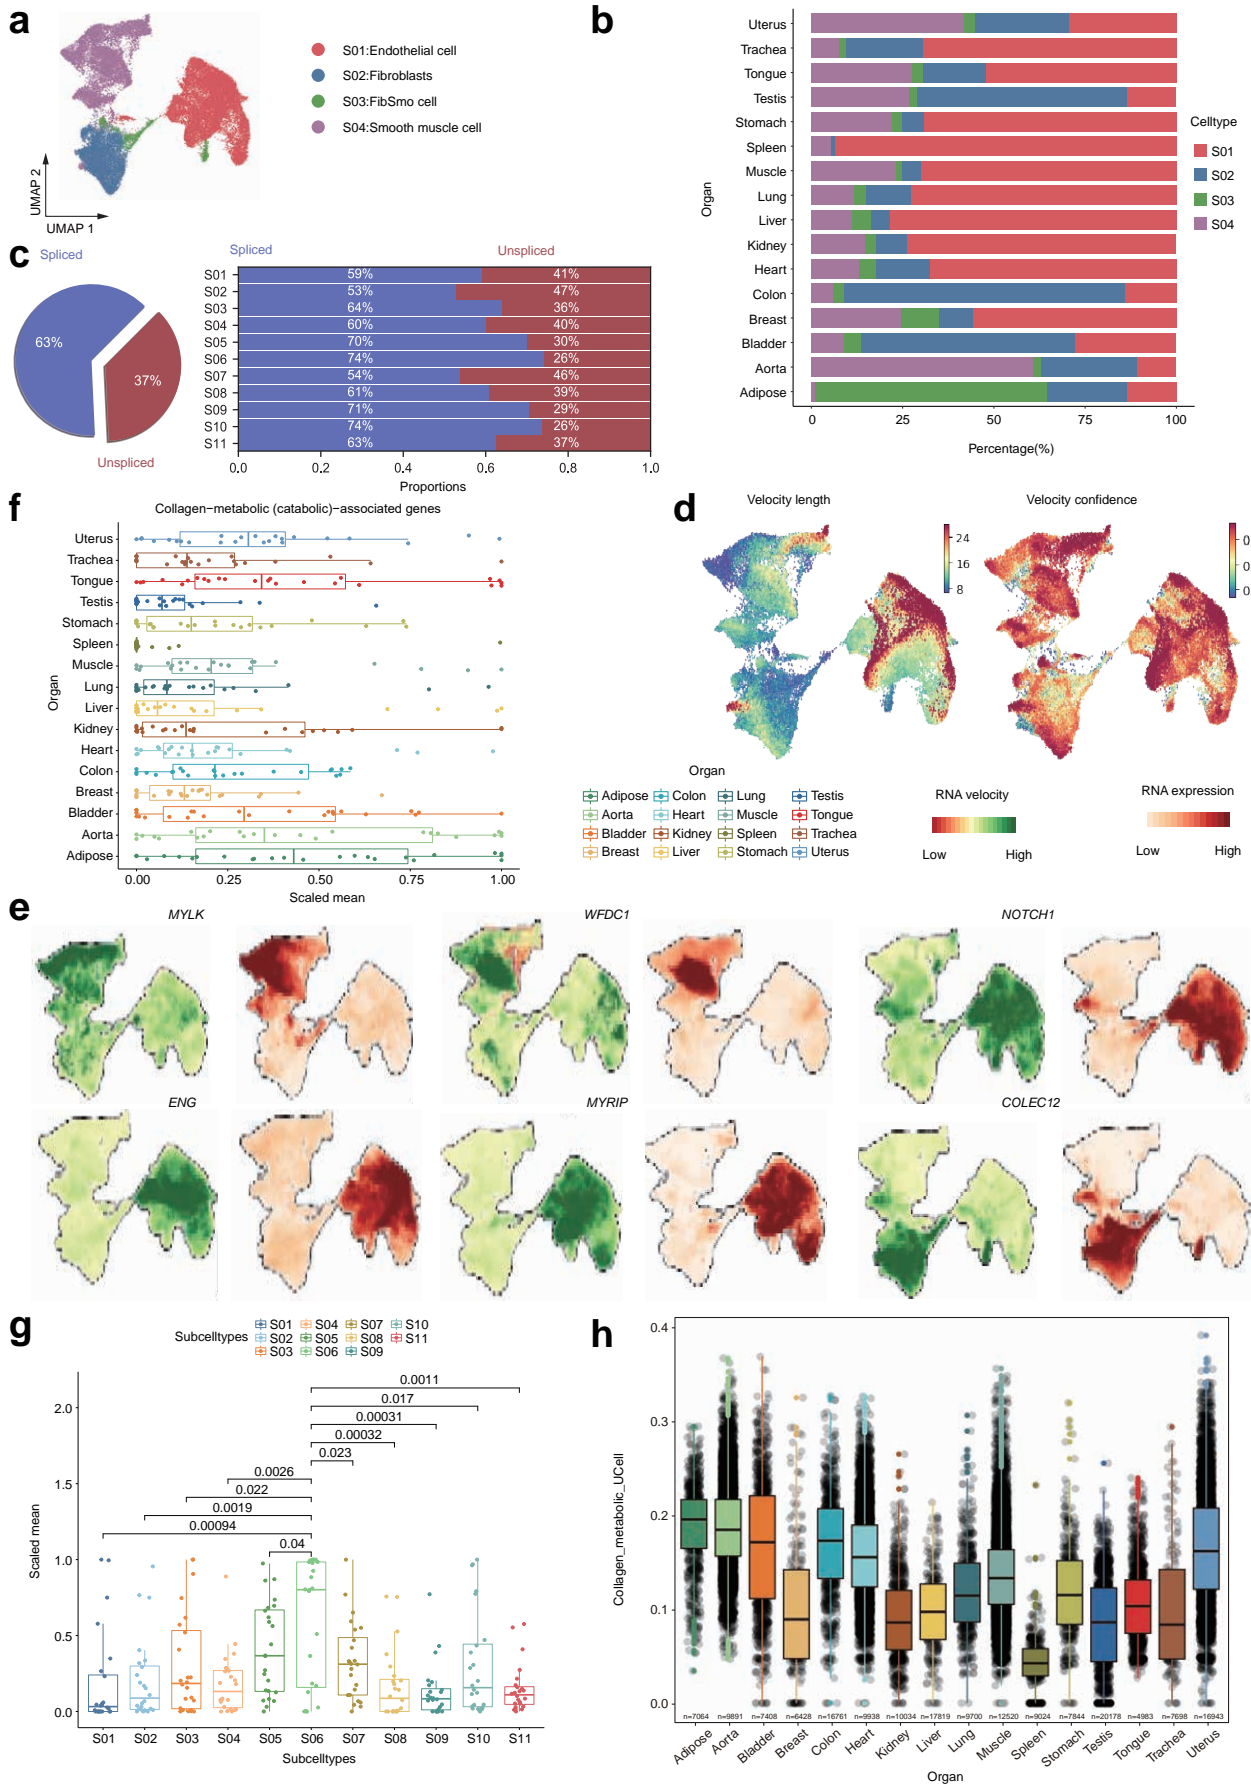 a
S01:Endothelial cell
S02:Fibroblasts
S03:FibSmo cell
S04:Smooth muscle cell
UMAP 2
UMAP 1
b
Organ
Uterus
Trachea
Tongue
Testis
Stomach
Spleen
Muscle
Lung
Liver
Kidney
Heart
Colon
Breast
Bladder
Aorta
Adipose
0 25 50 75 100
Percentage(%)
Celltype
S01
S02
S03
S04
c
Spliced
63%
37%
Unspliced
Spliced Unspliced
S01 59% 41%
S02 53% 47%
S03 64% 36%
S04 60% 40%
S05 70% 30%
S06 74% 26%
S07 54% 46%
S08 61% 39%
S09 71% 29%
S10 74% 26%
S11 63% 37%
0.0 0.2 0.4 0.6 0.8 1.0
Proportions
f
Collagen−metabolic (catabolic)−associated genes
Organ
Uterus
Trachea
Tongue
Testis
Stomach
Spleen
Muscle
Lung
Liver
Kidney
Heart
Colon
Breast
Bladder
Aorta
Adipose
0.00 0.25 0.50 0.75 1.00
Scaled mean
d
Velocity length
24
16
8
Velocity confidence
0
0
0
Organ
Adipose Colon Lung Testis
Aorta Heart Muscle Tongue
Bladder Kidney Spleen Trachea
Breast Liver Stomach Uterus
RNA velocity
Low High
RNA expression
Low High
e
MYLK WFDC1 NOTCH1
ENG MYRIP COLEC12
g
Subcelltypes
S01 S04 S07 S10
S02 S05 S08 S11
S03 S06 S09
Scaled mean
2.0
1.5
1.0
0.5
0.0
0.0011
0.017
0.00031
0.00032
0.023
0.0026
0.022
0.0019
0.00094
0.04
S01 S02 S03 S04 S05 S06 S07 S08 S09 S10 S11
Subcelltypes
h
Collagen_metabolic_UCell
0.4
0.3
0.2
0.1
0.0
n=7064 n=9891 n=7408 n=6428 n=16761 n=9938 n=10034 n=17819 n=9700 n=12520 n=9024 n=7844 n=20178 n=4983 n=7698 n=16943
Adipose Aorta Bladder Breast Colon Heart Kidney Liver Lung Muscle Spleen Stomach Testis Tongue Trachea Uterus
Organ